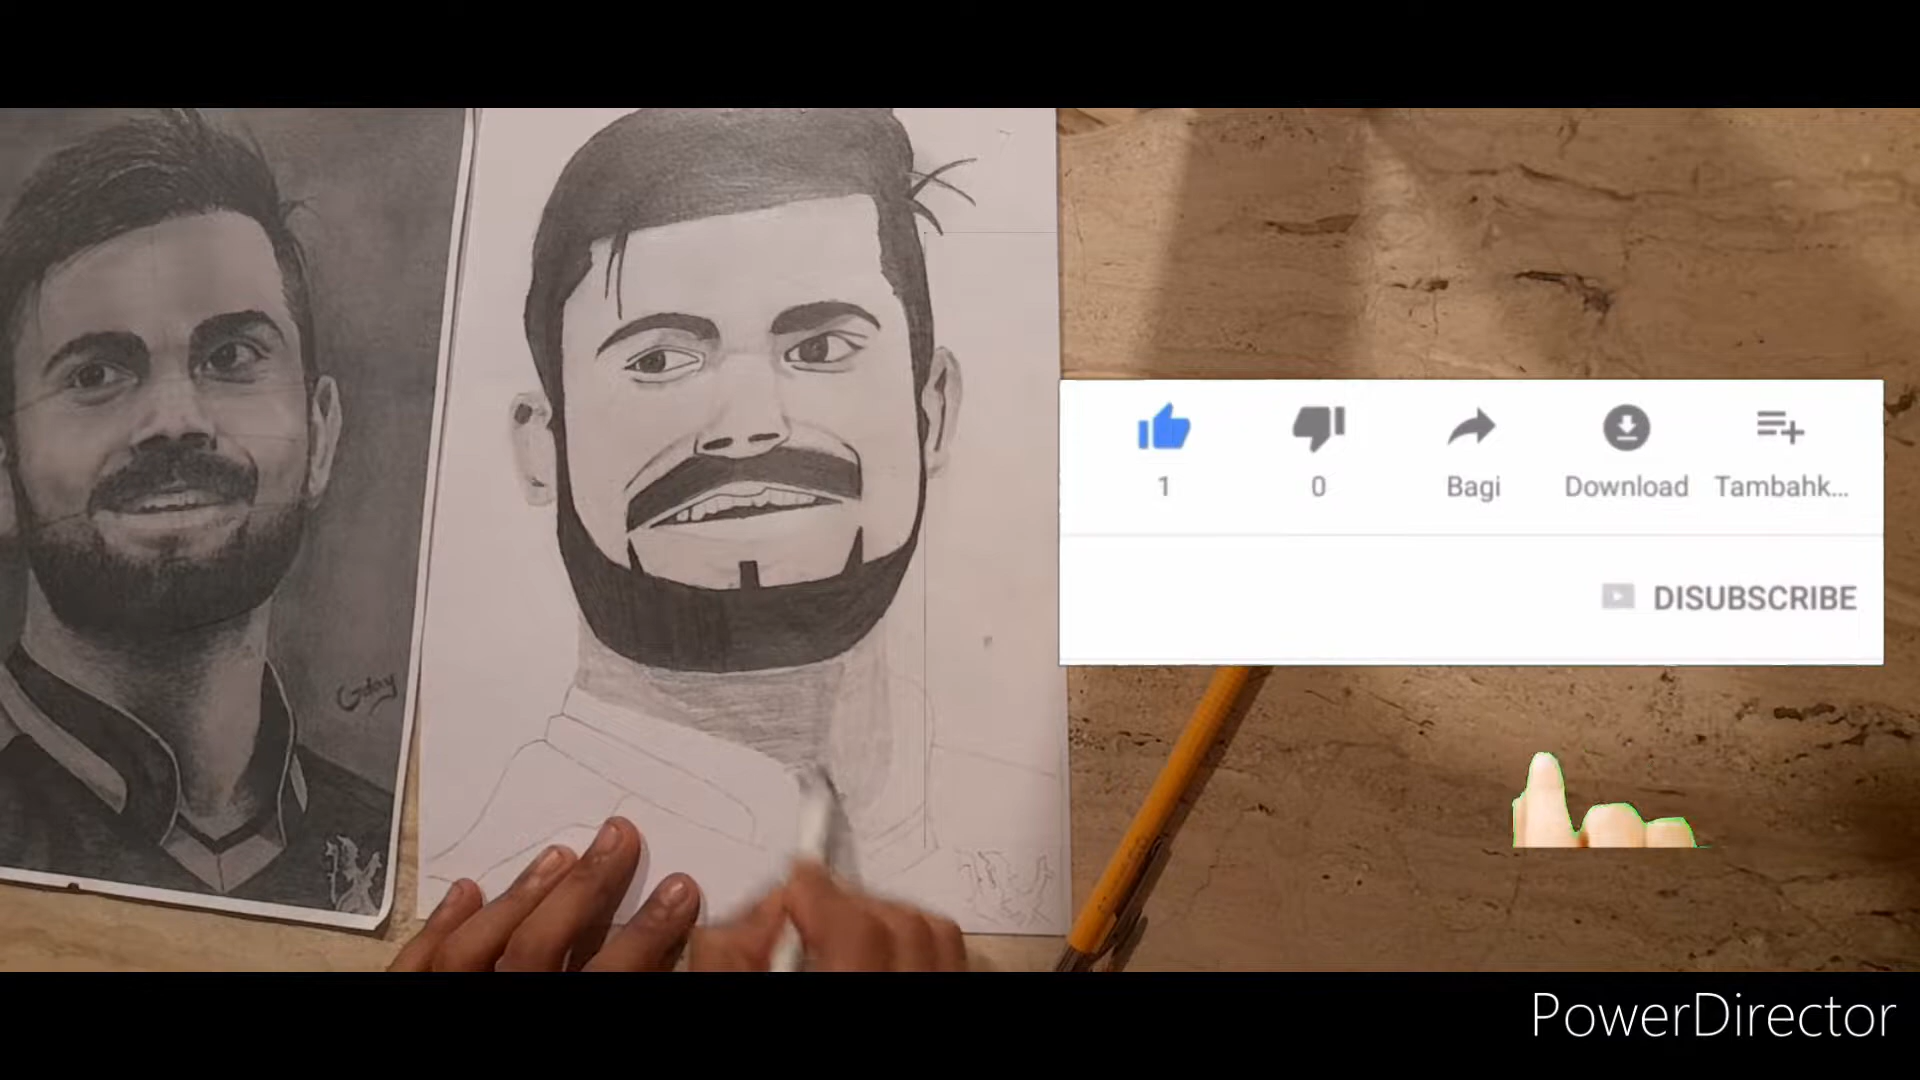 1
0
Bagi
Download
Tambahk...
DISUBSCRIBE
PowerDirector